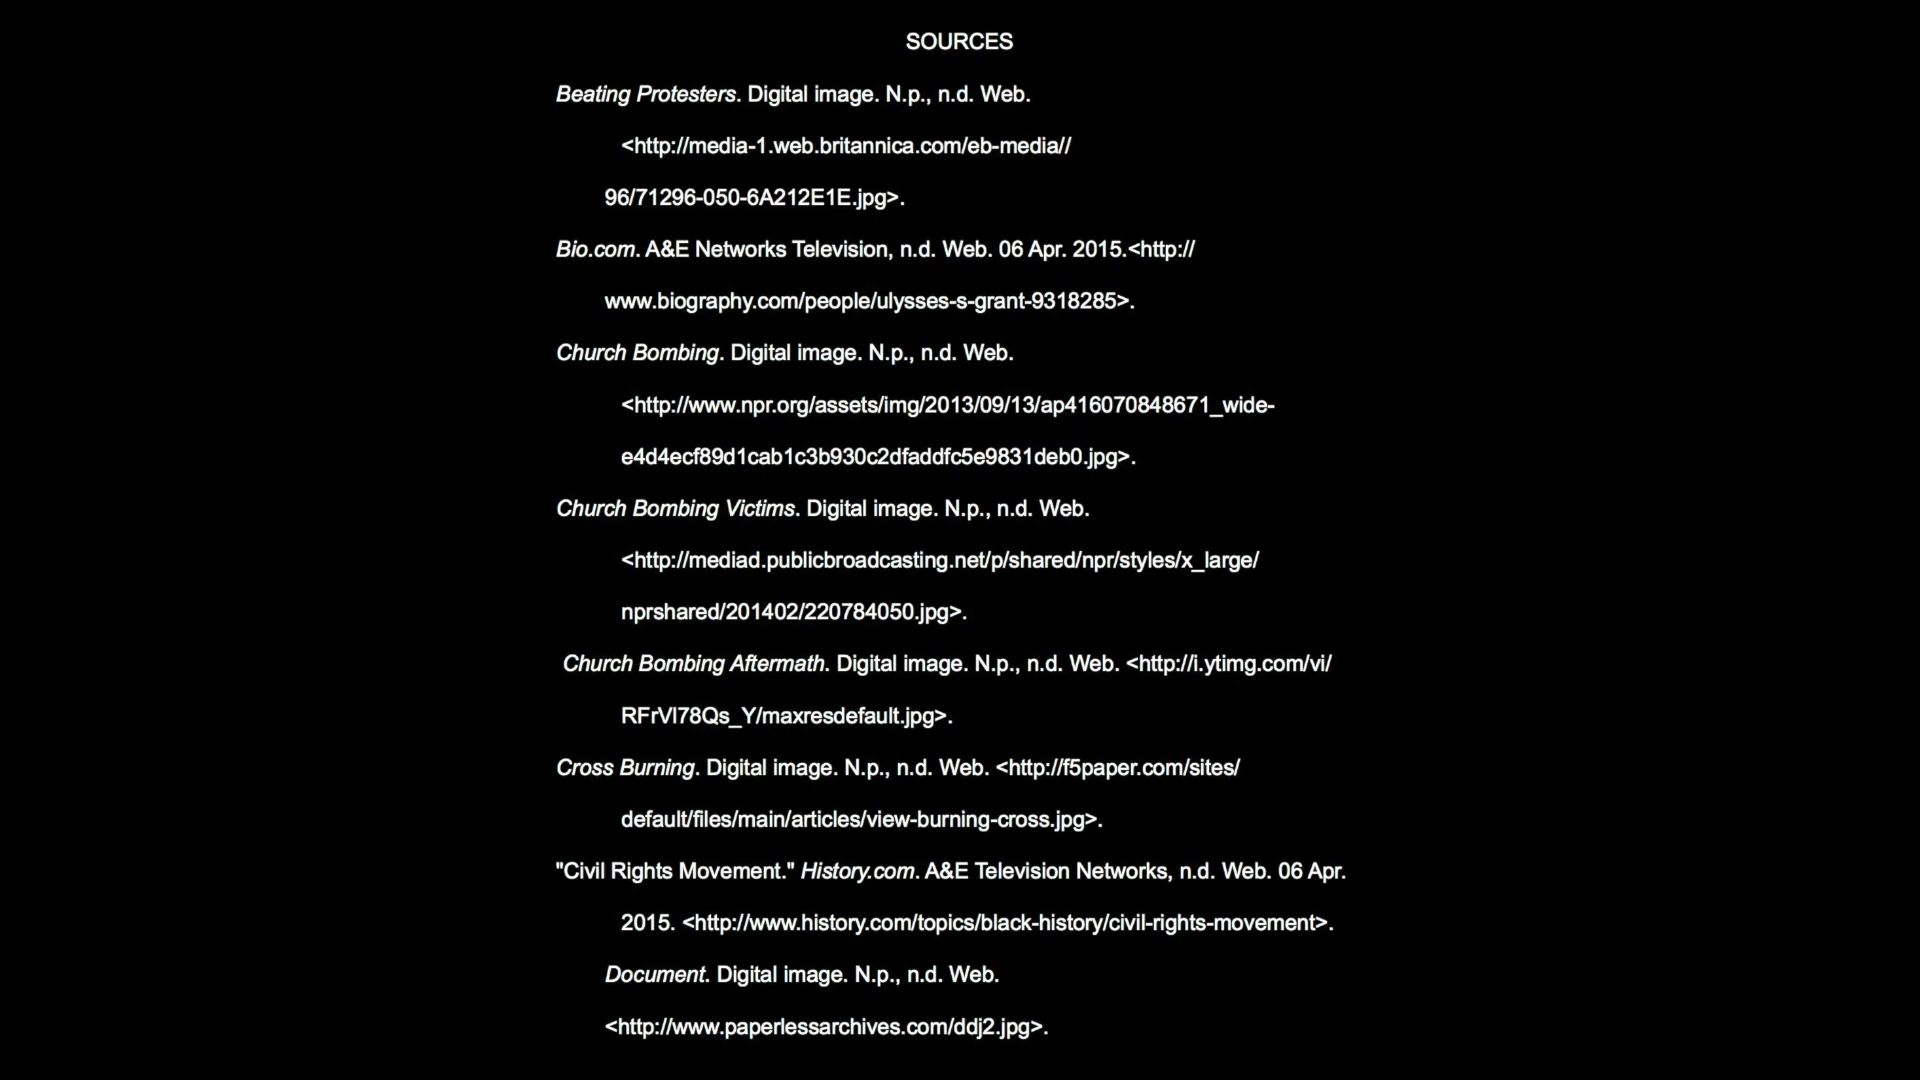 SOURCES
Beating Protesters. Digital image. N.p., n.d. Web.
<http://media-1.web.britannica.com/eb-media//
96/71296-050-6A212E1E.jpg>.
Bio.com. A&E Networks Television, n.d. Web. 06 Apr. 2015.<http://
www.biography.com/people/ulysses-s-grant-9318285>.
Church Bombing. Digital image. N.p., n.d. Web.
<http://www.npr.org/assets/img/2013/09/13/ap416070848671_wide-
e4d4ecf89d1cab1c3b930c2dfaddfc5e9831deb0.jpg>.
Church Bombing Victims. Digital image. N.p., n.d. Web.
<http://mediad.publicbroadcasting.net/p/shared/npr/styles/x_large/
nprshared/201402/220784050.jpg>.
Church Bombing Aftermath. Digital image. N.p., n.d. Web. <http://i.ytimg.com/vi/
RFrVl78Qs_Y/maxresdefault.jpg>.
Cross Burning. Digital image. N.p., n.d. Web. <http://f5paper.com/sites/
default/files/main/articles/view-burning-cross.jpg>.
"Civil Rights Movement." History.com. A&E Television Networks, n.d. Web. 06 Apr.
2015. <http://www.history.com/topics/black-history/civil-rights-movement>.
Document. Digital image. N.p., n.d. Web.
<http://www.paperlessarchives.com/ddj2.jpg>.